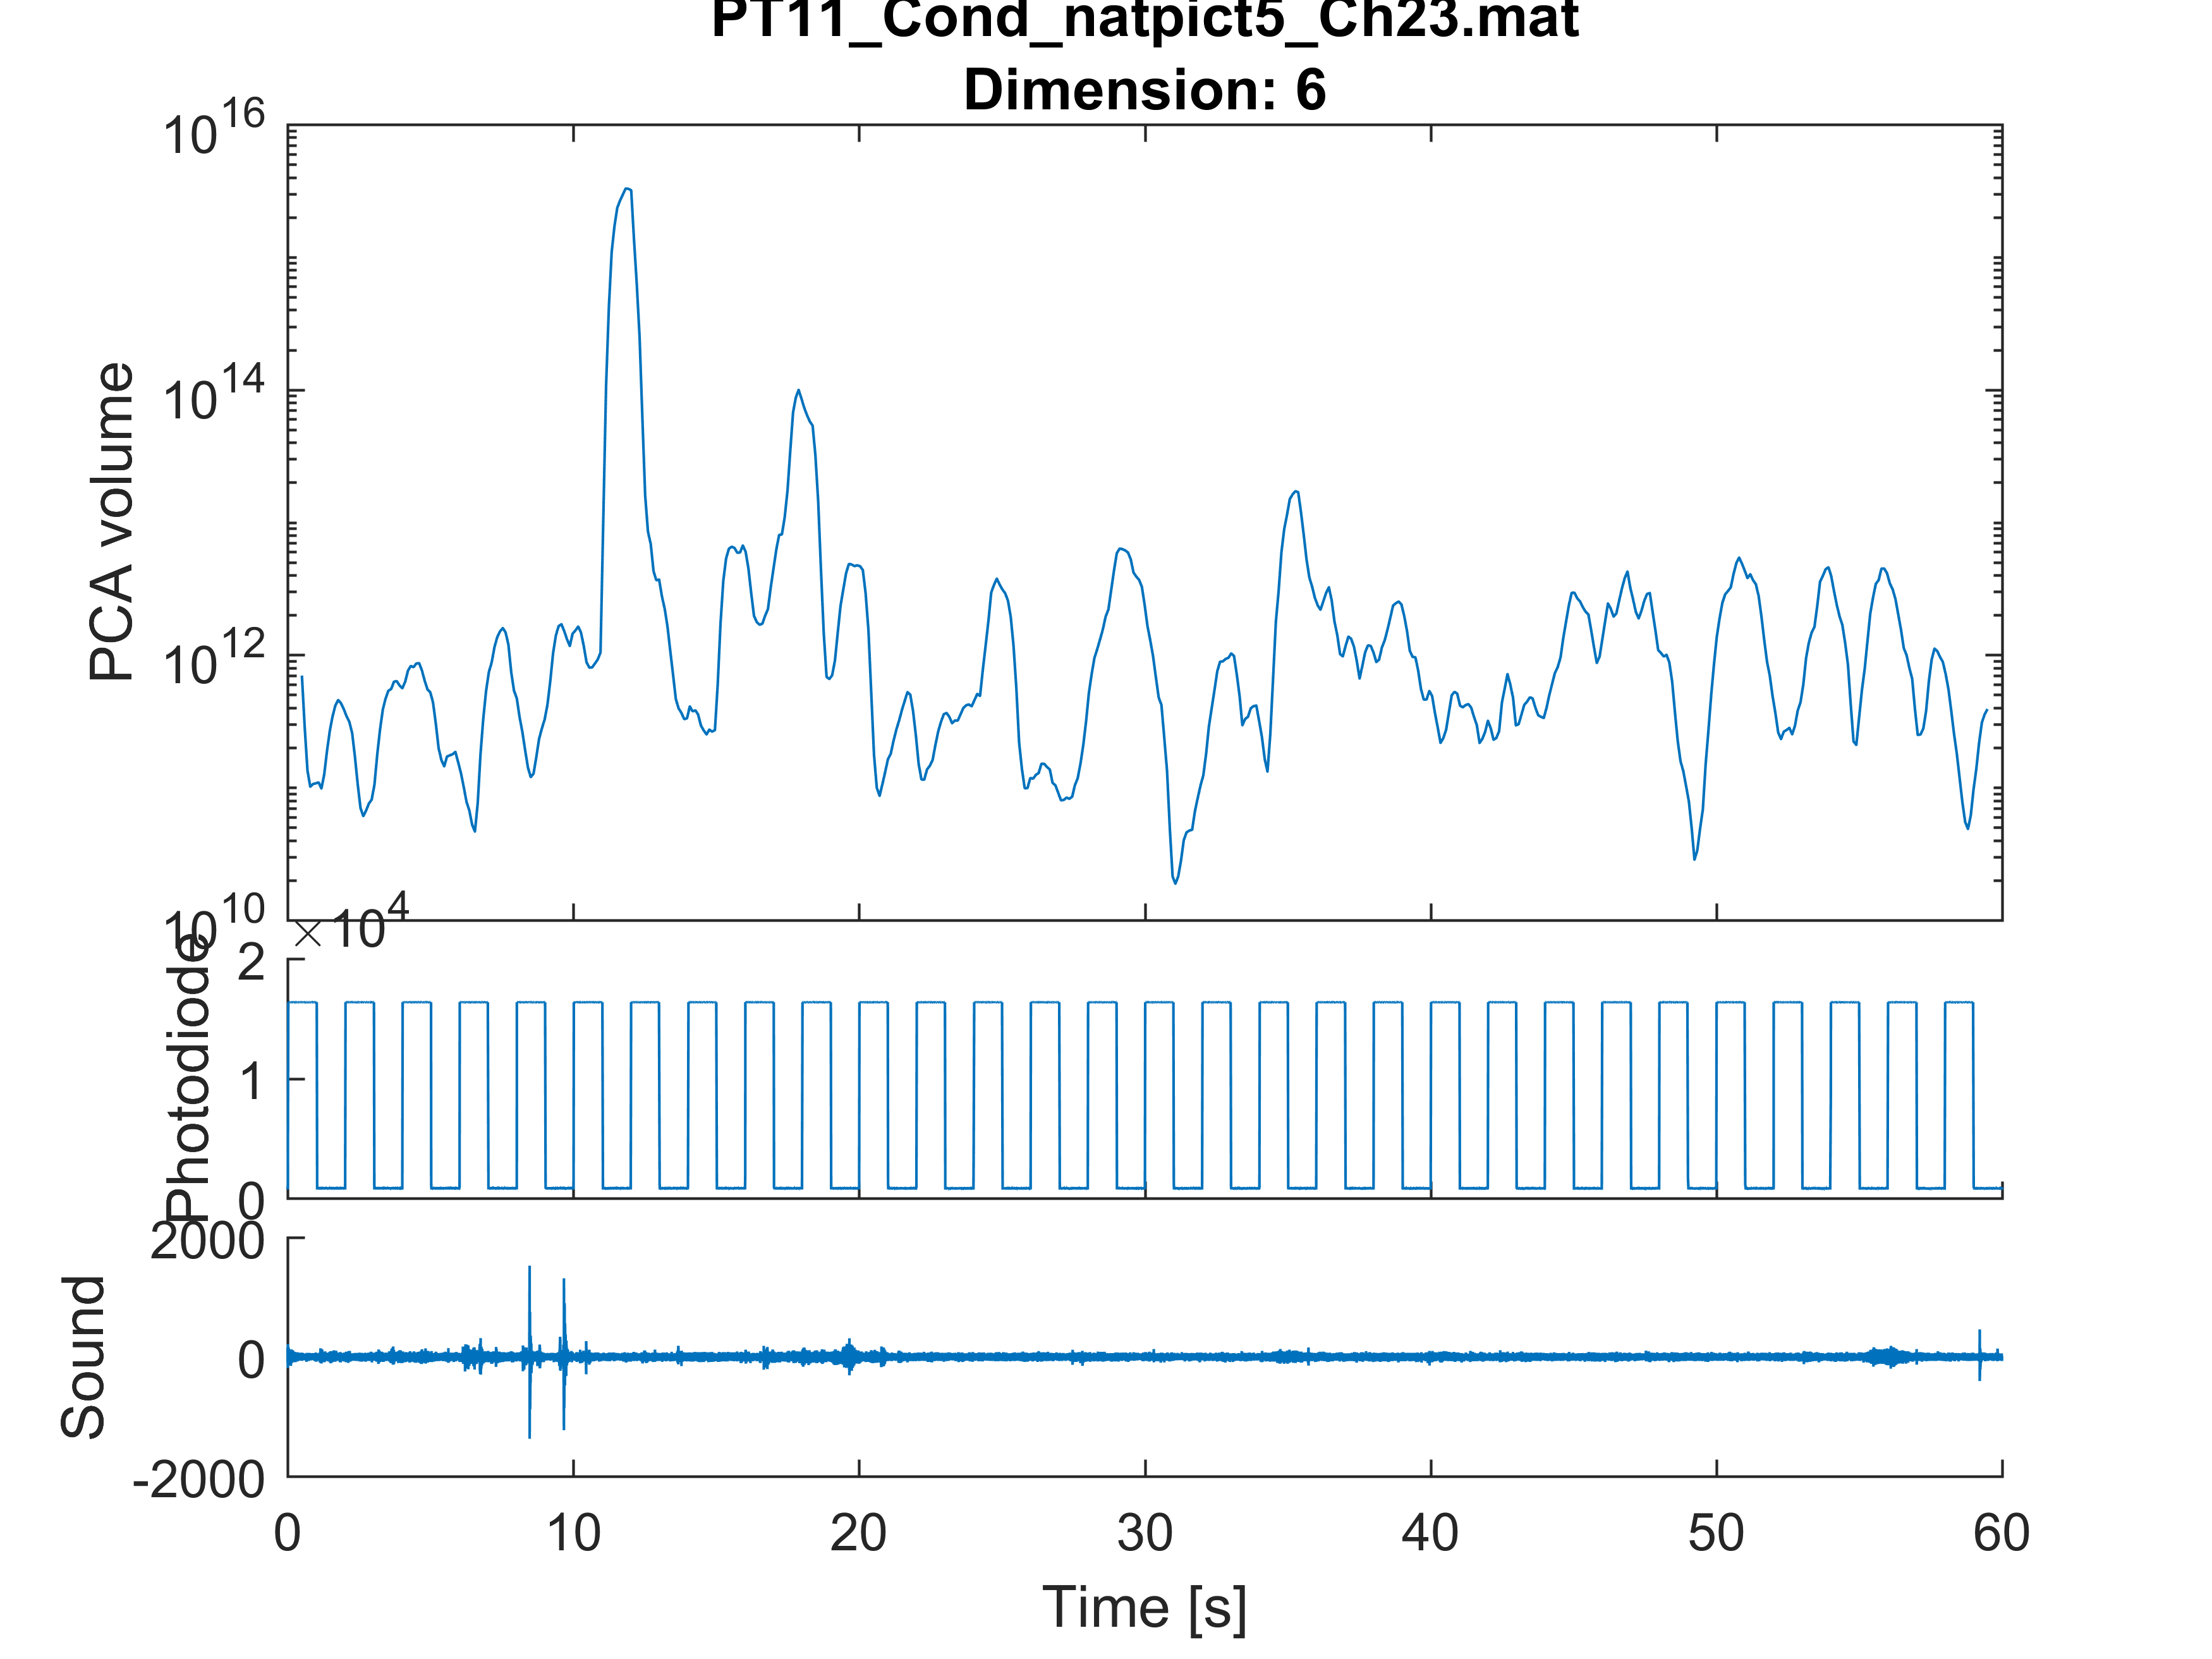 PT11_Cond_natpict5_Ch23.mat
Dimension: 6
10^16
10^14
10^12
10^10
PCA volume
× 10^4
2
1
0
Photodiode
2000
0
-2000
Sound
0 10 20 30 40 50 60
Time [s]